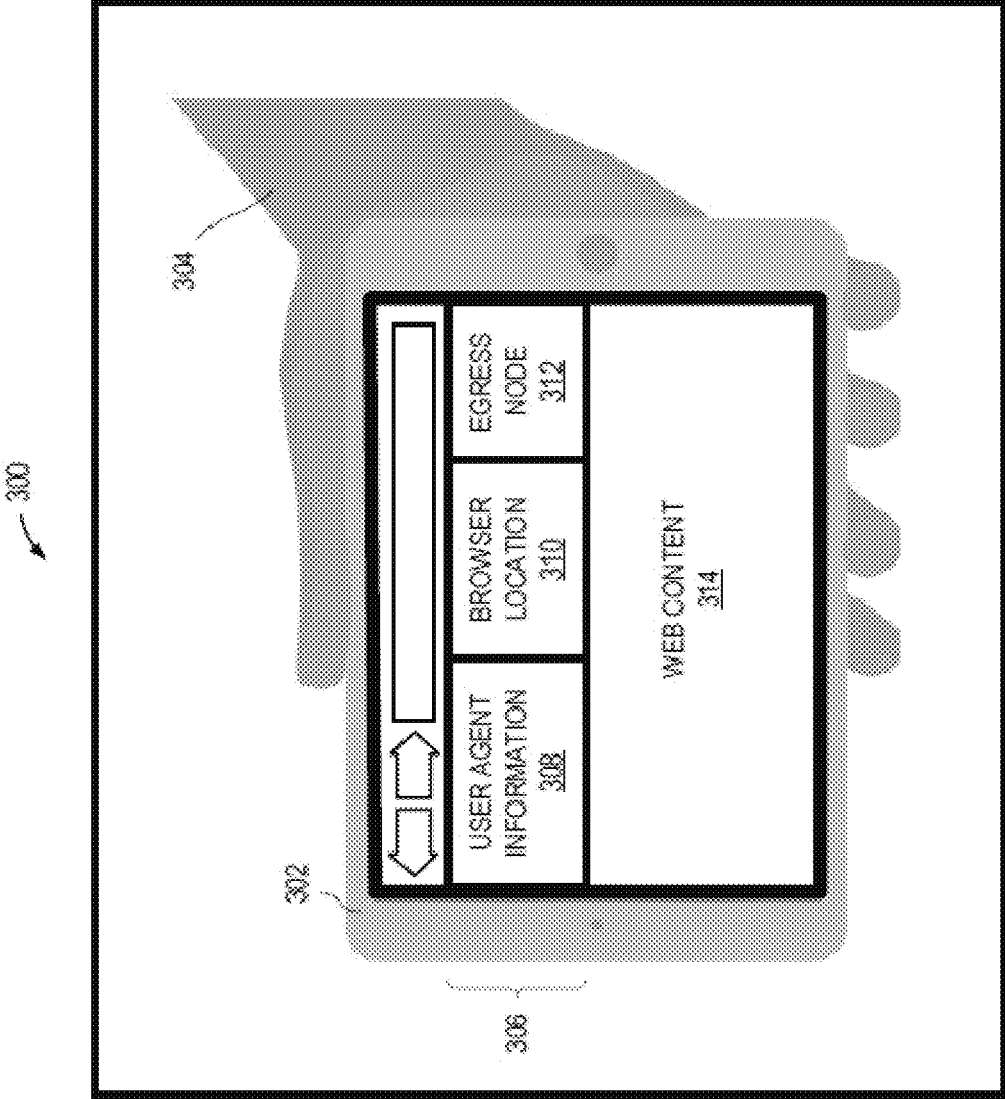 300
304
302
306
USER AGENT
INFORMATION
308
BROWSER
LOCATION
310
EGRESS
NODE
312
WEB CONTENT
314